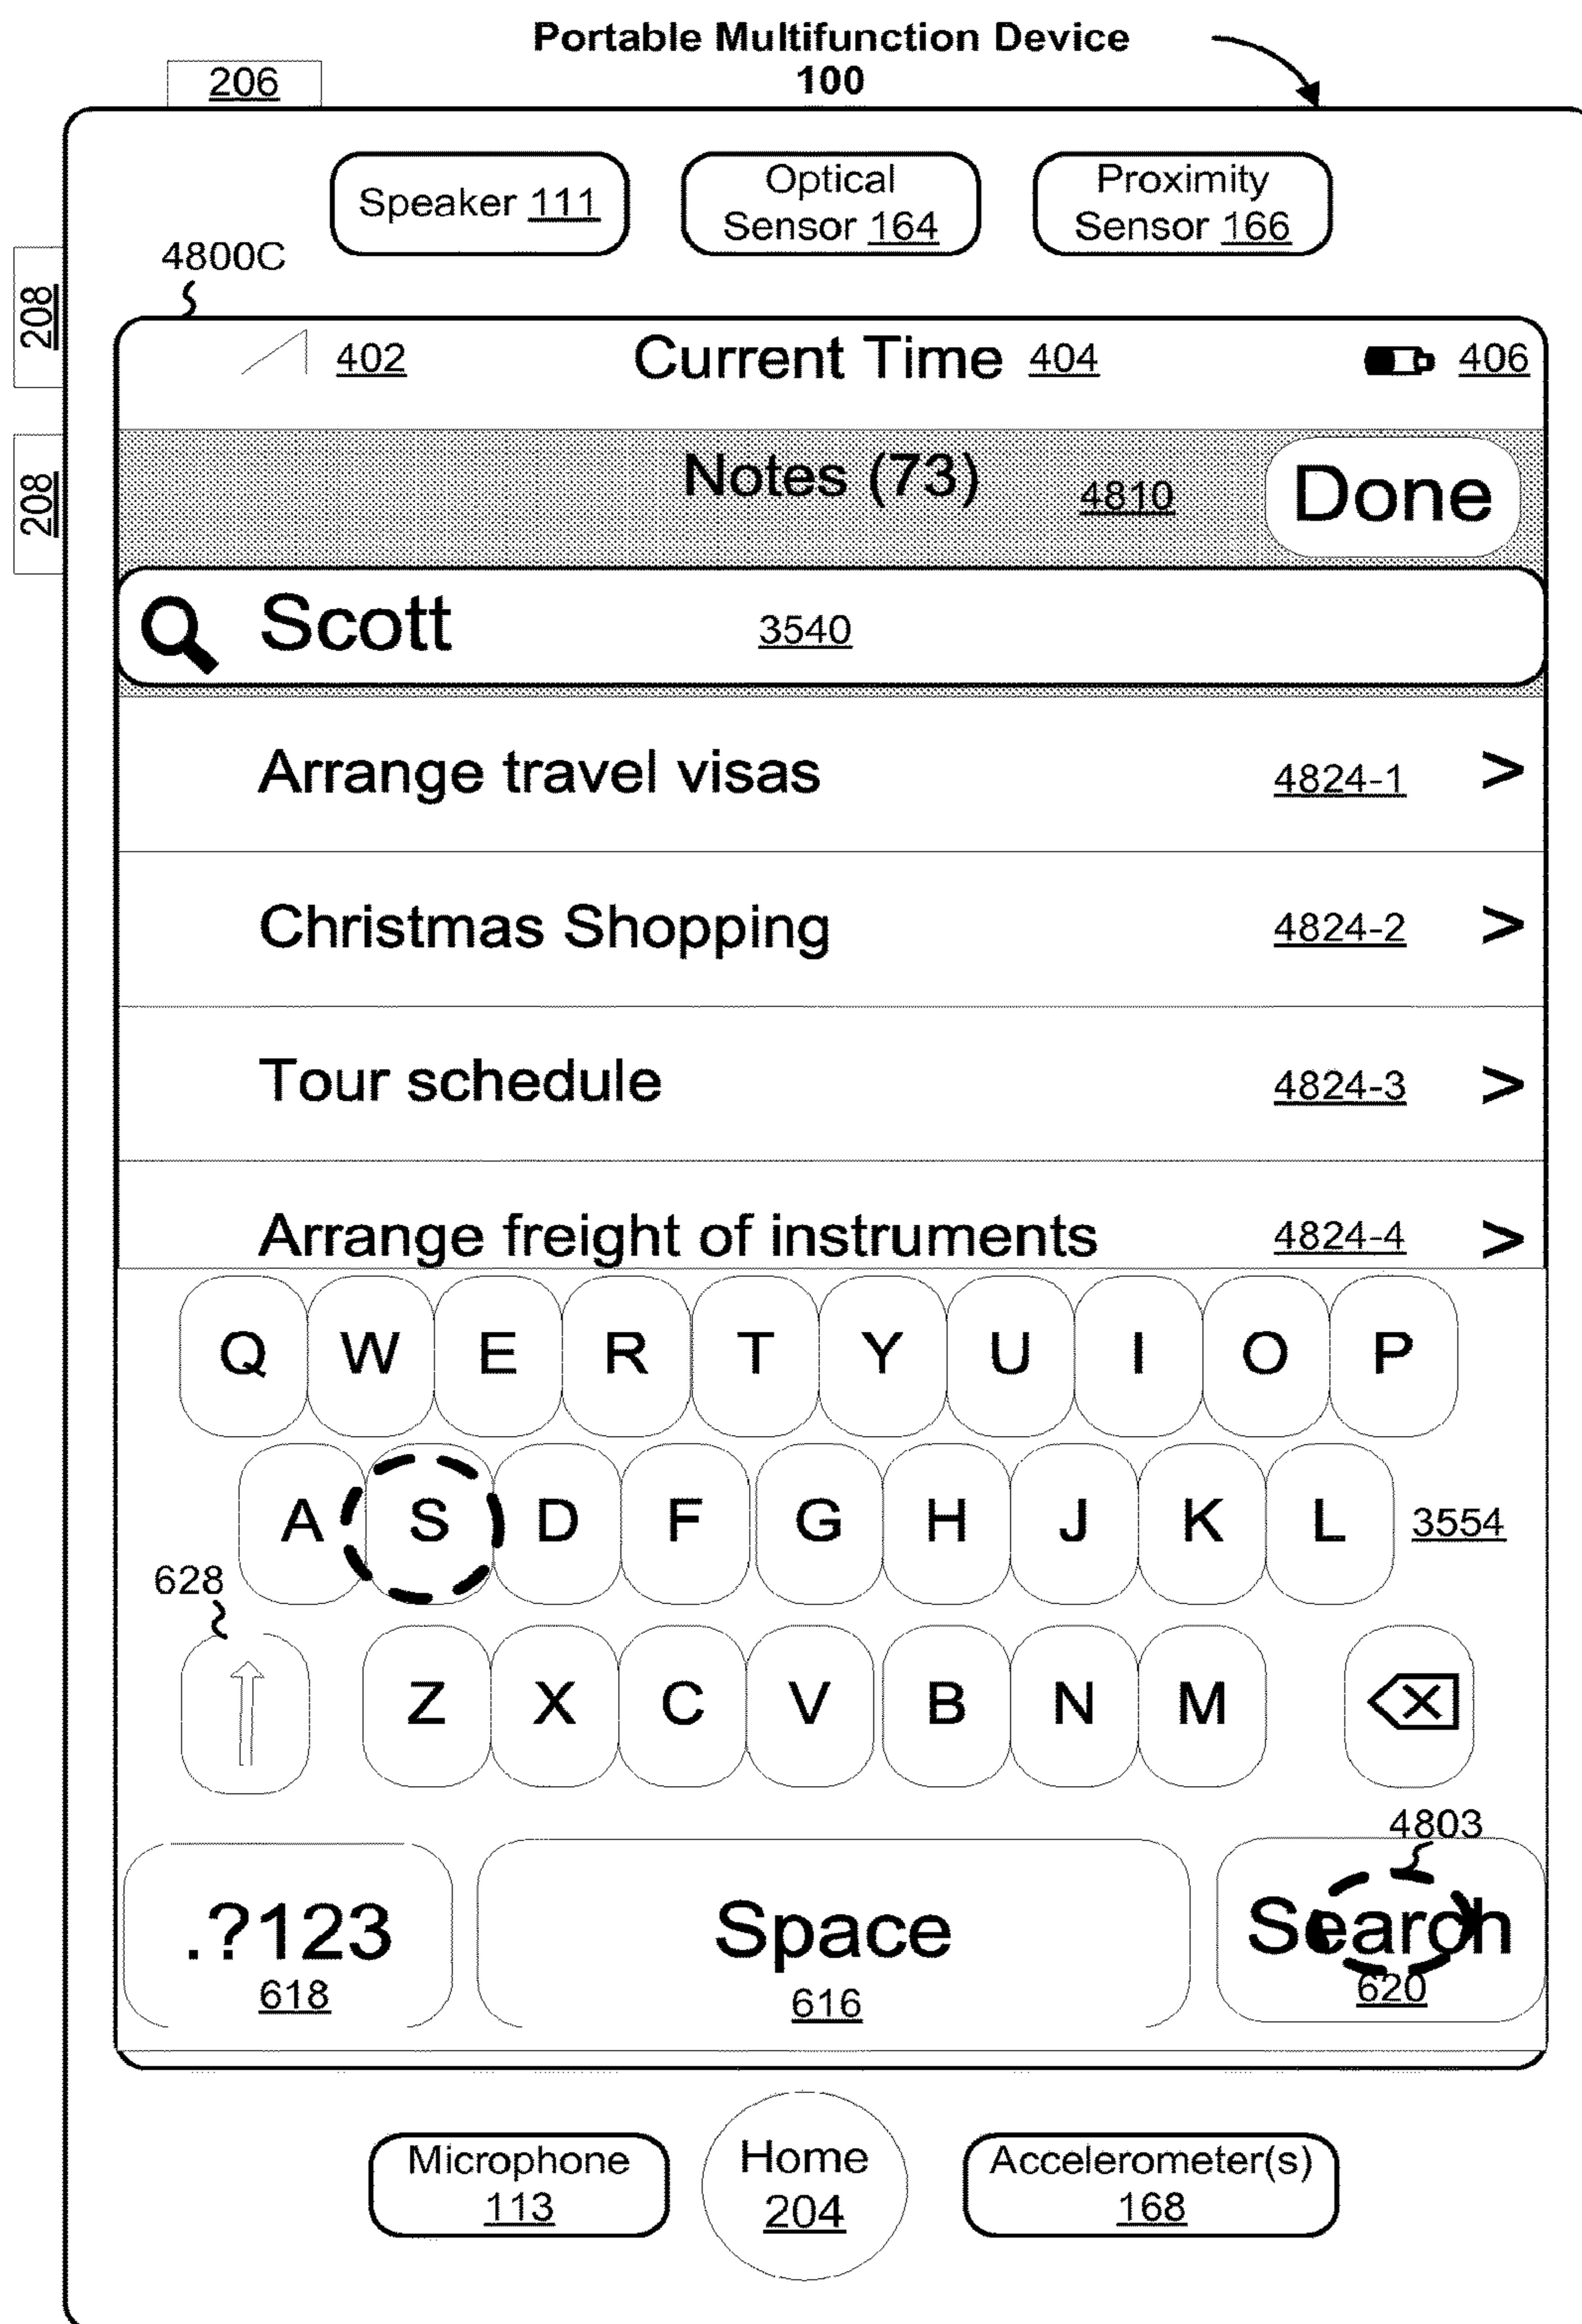 Portable Multifunction Device
100
206
Speaker 111
Optical
Sensor 164
Proximity
Sensor 166
4800C
208
208
402 Current Time 404 406
Notes (73) 4810 Done
Scott 3540
Arrange travel visas 4824-1 >
Christmas Shopping 4824-2 >
Tour schedule 4824-3 >
Arrange freight of instruments 4824-4 >
Q W E R T Y U I O P
A S D F G H J K L 3554
628
Z X C V B N M
4803
.?123 Space Search
618 616 620
Microphone
113
Home
204
Accelerometer(s)
168